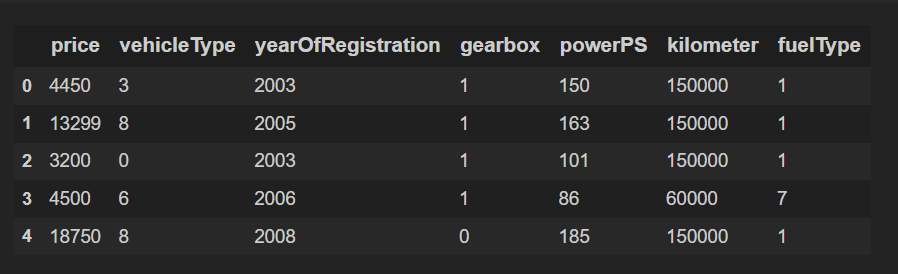 price vehicleType yearOfRegistration gearbox powerPS kilometer fuelType
0 4450 3 2003 1 150 150000 1
1 13299 8 2005 1 163 150000 1
2 3200 0 2003 1 101 150000 1
3 4500 6 2006 1 86 60000 7
4 18750 8 2008 0 185 150000 1